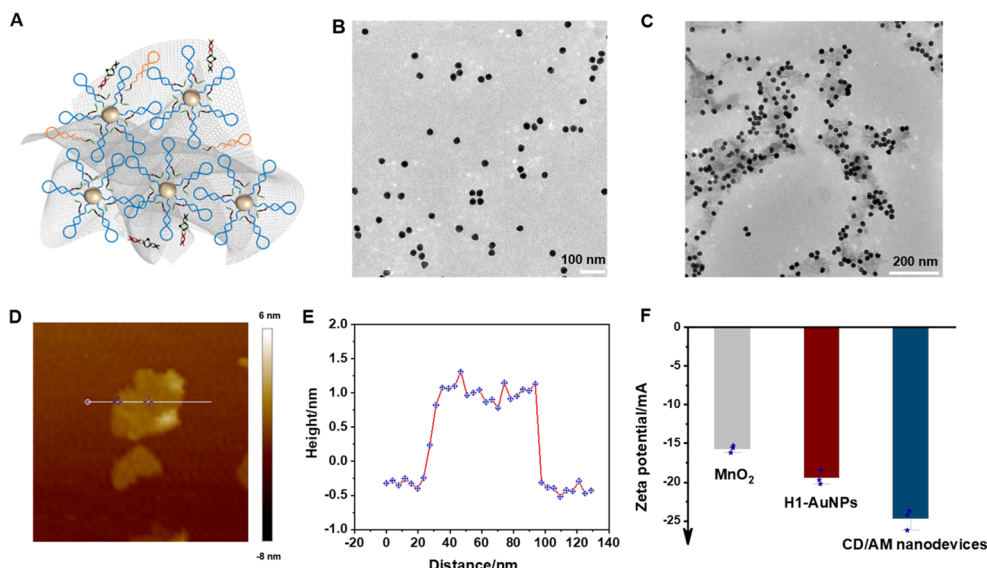 A
B
100 nm
C
200 nm
D
6 nm
-8 nm
E
2.0
1.5
1.0
0.5
0.0
-0.5
-1.0
Height/nm
-20 0 20 40 60 80 100 120 140
Distance/nm
F
0
-5
-10
-15
-20
-25
Zeta potential/mA
MnO₂
H1-AuNPs
CD/AM nanodevices